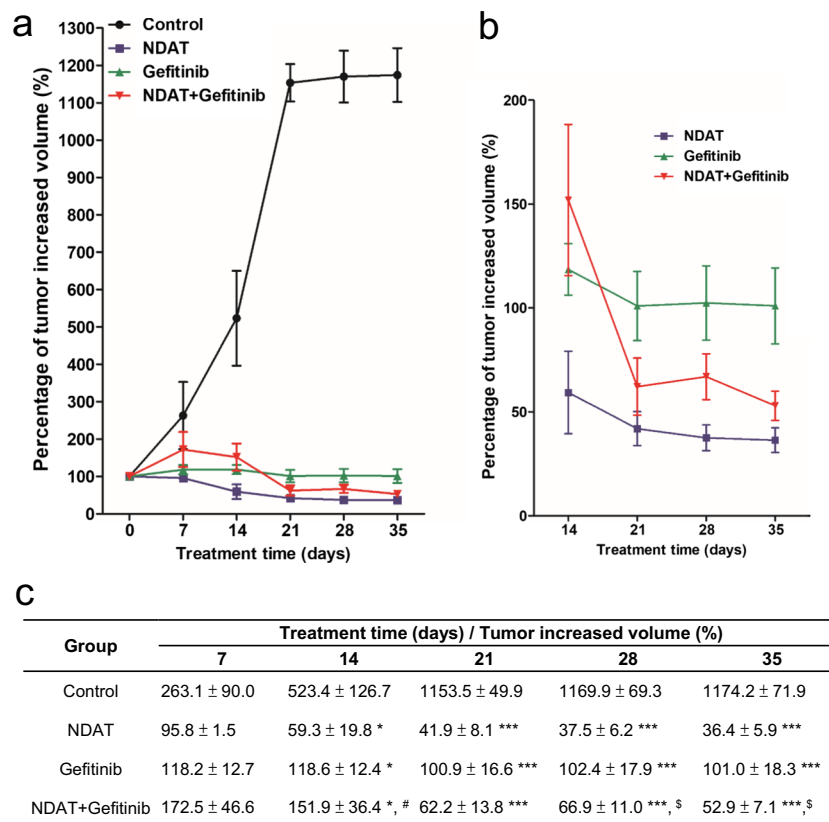 a
Control
NDAT
Gefitinib
NDAT+Gefitinib
Percentage of tumor increased volume (%)
1300
1200
1100
1000
900
800
700
600
500
400
300
200
100
0
0 7 14 21 28 35
Treatment time (days)
b
NDAT
Gefitinib
NDAT+Gefitinib
Percentage of tumor increased volume (%)
200
150
100
50
0
14 21 28 35
Treatment time (days)
c
Group
Treatment time (days) / Tumor increased volume (%)
7 14 21 28 35
Control 263.1 ± 90.0 523.4 ± 126.7 1153.5 ± 49.9 1169.9 ± 69.3 1174.2 ± 71.9
NDAT 95.8 ± 1.5 59.3 ± 19.8 * 41.9 ± 8.1 *** 37.5 ± 6.2 *** 36.4 ± 5.9 ***
Gefitinib 118.2 ± 12.7 118.6 ± 12.4 * 100.9 ± 16.6 *** 102.4 ± 17.9 *** 101.0 ± 18.3 ***
NDAT+Gefitinib 172.5 ± 46.6 151.9 ± 36.4 *, # 62.2 ± 13.8 *** 66.9 ± 11.0 ***, $ 52.9 ± 7.1 ***,$